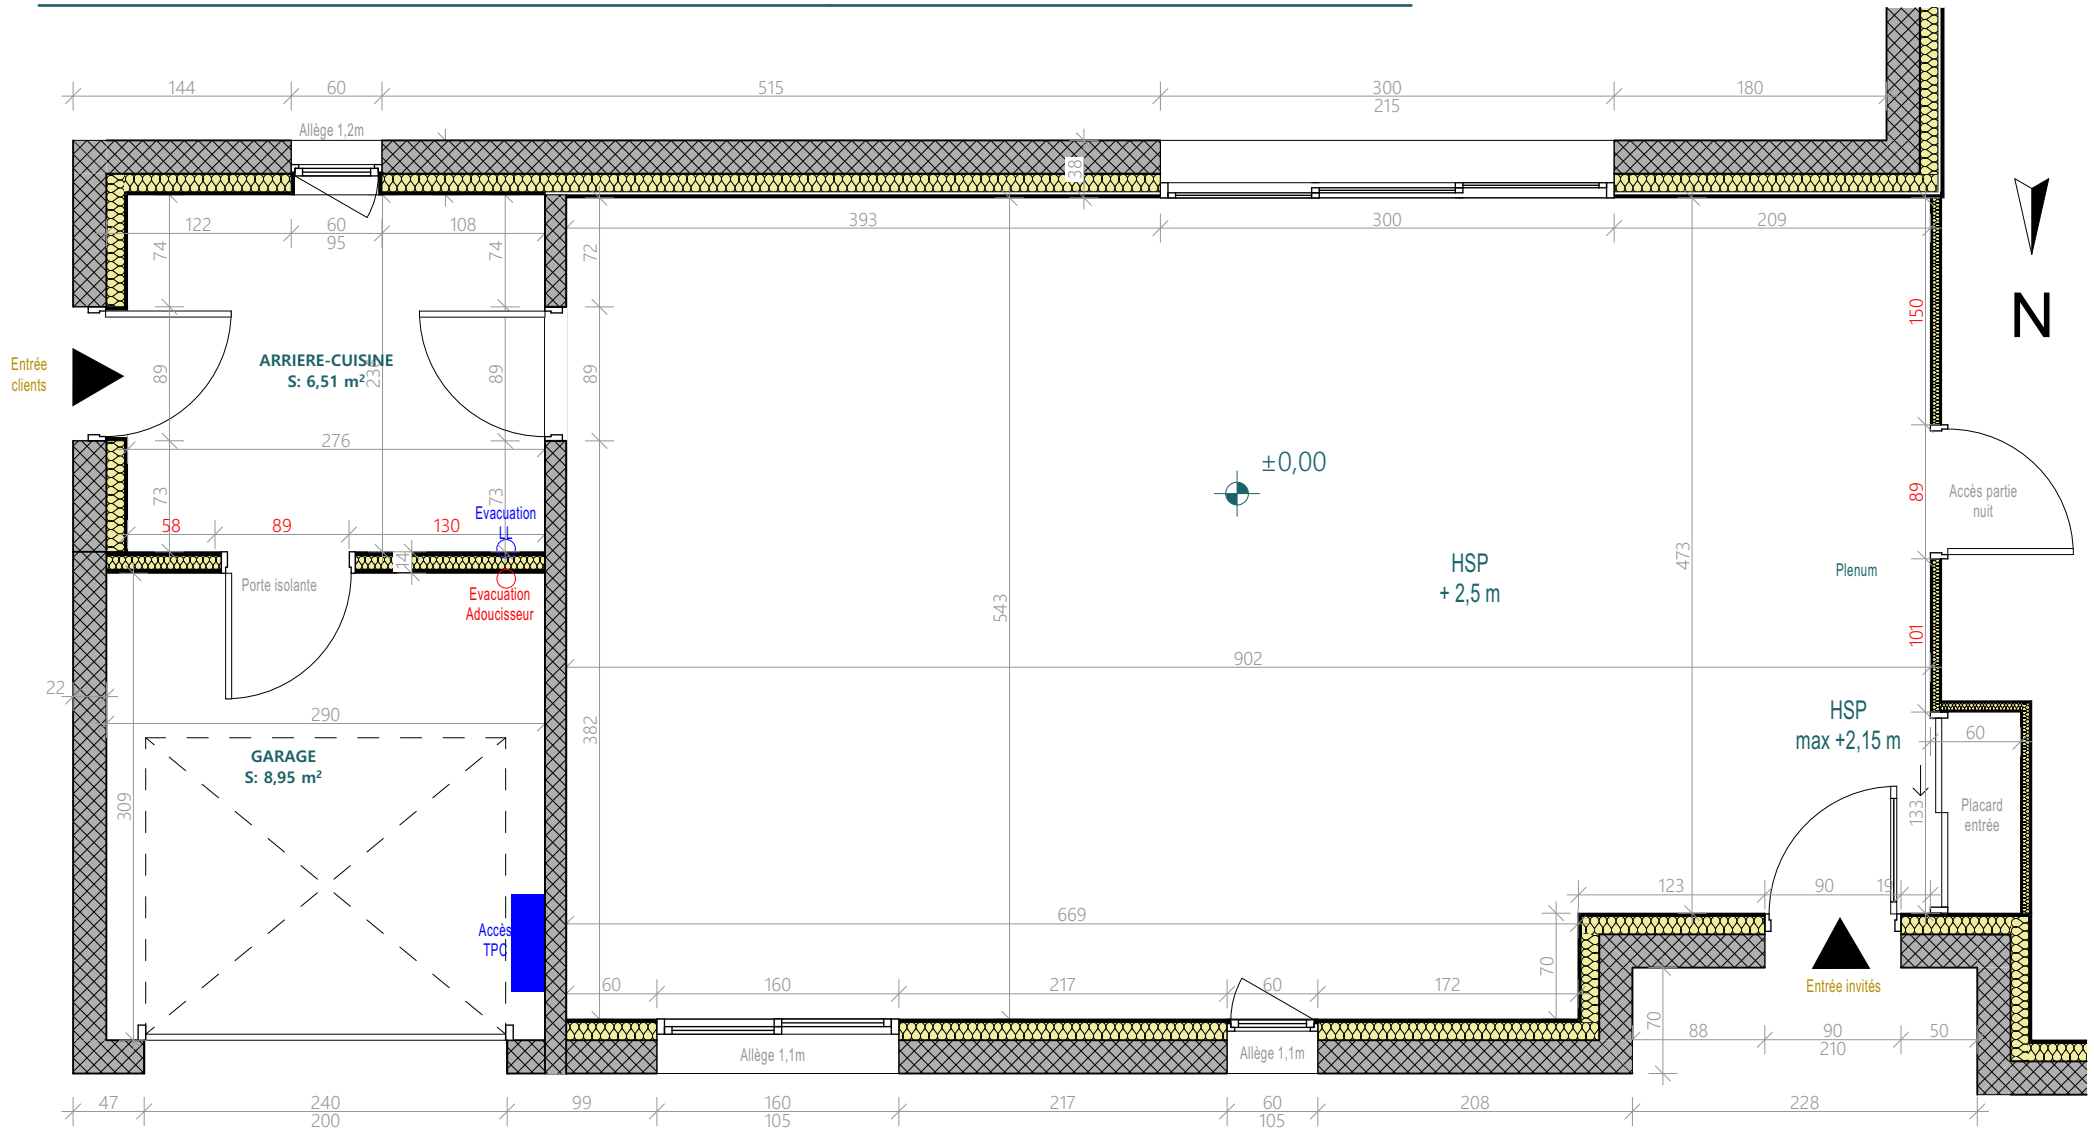 144
60
515
300
215
180
Allège 1,2m
38
122
60
95
108
74
74
72
393
300
209
150
N
Entrée
clients
ARRIERE-CUISINE
S: 6,51 m²
89
89
89
276
±0,00
73
73
89
Accès partie
nuit
58
89
130
Evacuation
LL
14
Porte isolante
Evacuation
Adoucisseur
HSP
+ 2,5 m
473
Plenum
543
101
902
22
290
382
HSP
max +2,15 m
60
GARAGE
S: 8,95 m²
309
133
Placard
entrée
123
90
19
669
Accès
TPC
70
60
160
217
60
172
Entrée invités
70
88
90
210
50
Allège 1,1m
Allège 1,1m
47
240
200
99
160
105
217
60
105
208
228